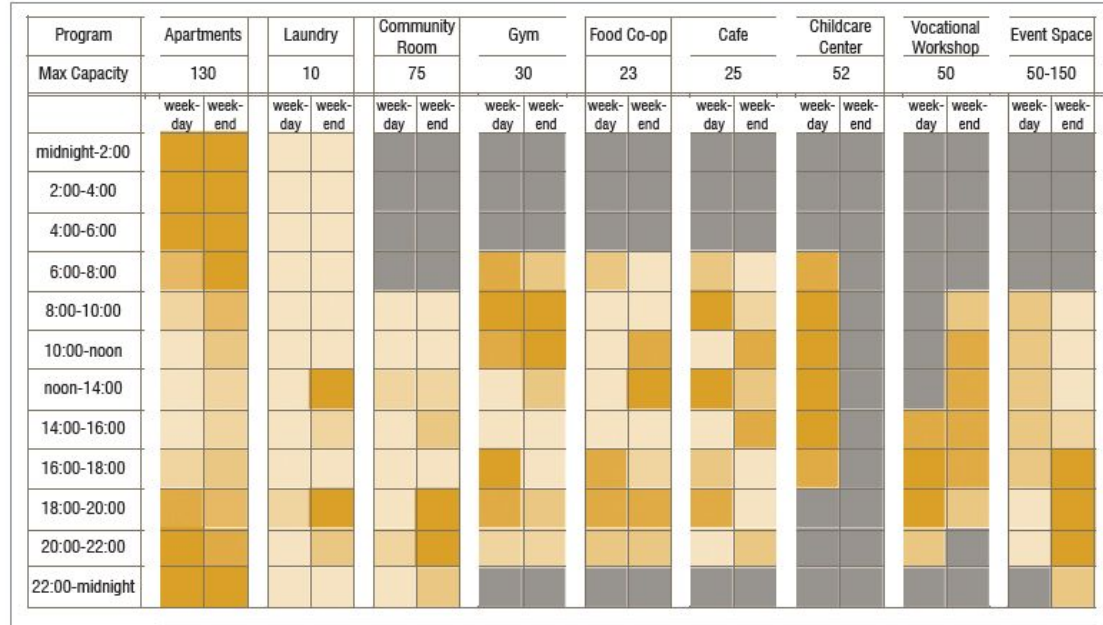 Program Apartments Laundry Community Room Gym Food Co-op Cafe Childcare Center Vocational Workshop Event Space
Max Capacity 130 10 75 30 23 25 52 50 50-150
week-day week-end week-day week-end week-day week-end week-day week-end week-day week-end week-day week-end week-day week-end week-day week-end week-day week-end
midnight-2:00
2:00-4:00
4:00-6:00
6:00-8:00
8:00-10:00
10:00-noon
noon-14:00
14:00-16:00
16:00-18:00
18:00-20:00
20:00-22:00
22:00-midnight